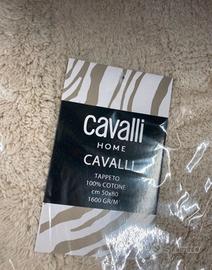 cavalli
HOME
CAVALLI
TAPPETO
100% COTONE
cm 50x80
1600 GR/M